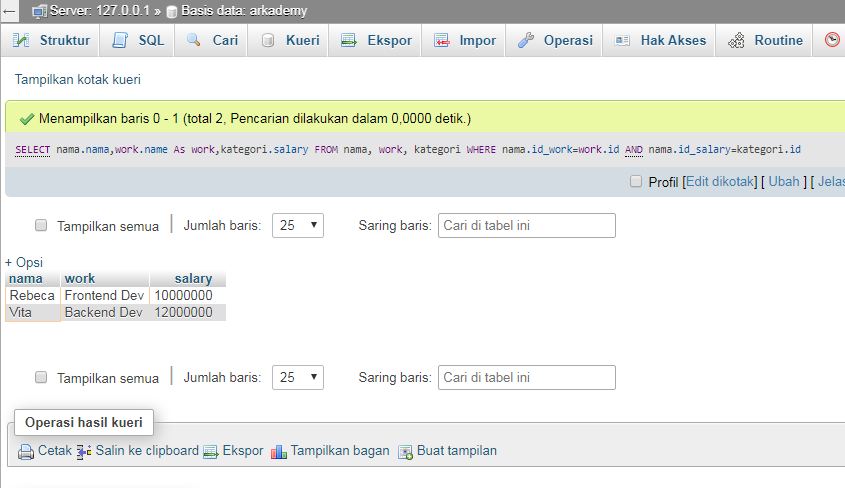 Server: 127.0.0.1 » Basis data: arkademy
Struktur SQL Cari Kueri Ekspor Impor Operasi Hak Akses Routine
Tampilkan kotak kueri
Menampilkan baris 0 - 1 (total 2, Pencarian dilakukan dalam 0,0000 detik.)
SELECT nama.nama,work.name As work,kategori.salary FROM nama, work, kategori WHERE nama.id_work=work.id AND nama.id_salary=kategori.id
Profil [Edit dikotak] [ Ubah ] [ Jelas
Tampilkan semua | Jumlah baris: 25 Saring baris: Cari di tabel ini
+ Opsi
nama work salary
Rebeca Frontend Dev 10000000
Vita Backend Dev 12000000
Tampilkan semua | Jumlah baris: 25 Saring baris: Cari di tabel ini
Operasi hasil kueri
Cetak Salin ke clipboard Ekspor Tampilkan bagan Buat tampilan